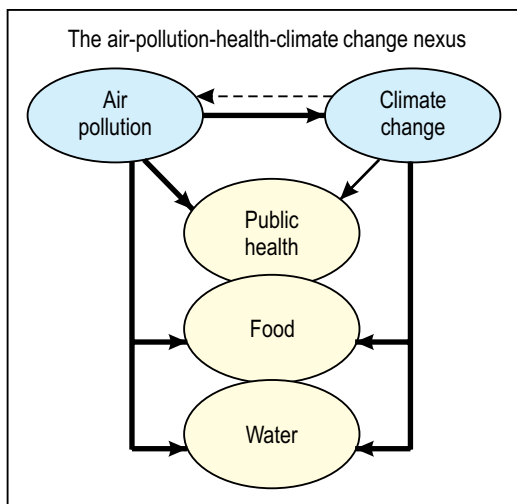 The air-pollution-health-climate change nexus
Air
pollution
Climate
change
Public
health
Food
Water